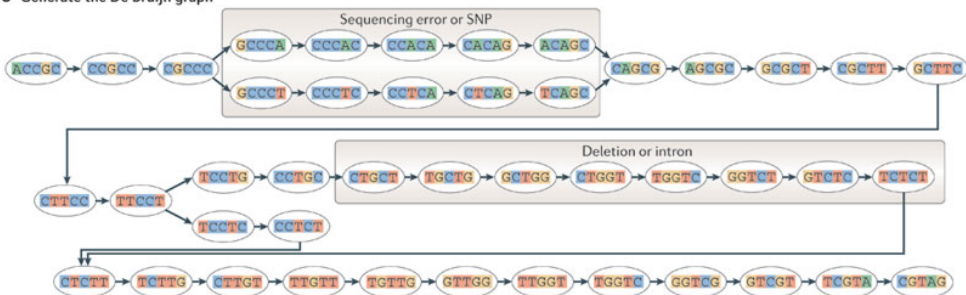 Generate the De Bruijn graph
Sequencing error or SNP
GCCCA CCCAC CCACA CACAG ACAGC
ACCGC CCGCC CGCCC CAGCG AGCGC GCGCT CGCTT GCTTC
GCCCT CCCTC CCTCA CTCAG TCAGC
Deletion or intron
TCCTG CCTGC CTGCT TGCTG GCTGG CTGGT TGGTC GGTCT GTCTC TCTCT
CTTCC TTCCT
TCCTC CCTCT
CTCTT TCTTG CTTGT TTGTT TGTTG GTTGG TTGGT TGGTC GGTCG GTCGT TCGTA CGTAG